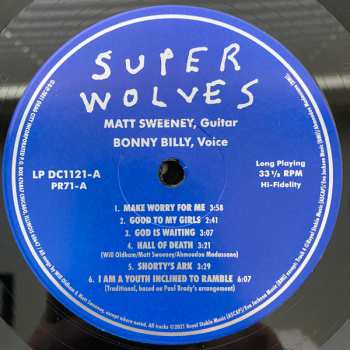 SUPER
WOLVES
MATT SWEENEY, Guitar
BONNY BILLY, Voice
LP DC1121-A
PR71-A
Long Playing
33 ⅓ RPM
Hi-Fidelity
1. MAKE WORRY FOR ME 3:58
2. GOOD TO MY GIRLS 2:41
3. GOD IS WAITING 3:07
4. HALL OF DEATH 3:21
(Will Oldham/Matt Sweeney/Ahmoudou Madassane)
5. SHORTY'S ARK 3:29
6. I AM A YOUTH INCLINED TO RAMBLE 6:07
(Traditional, based on Paul Brady's arrangement)